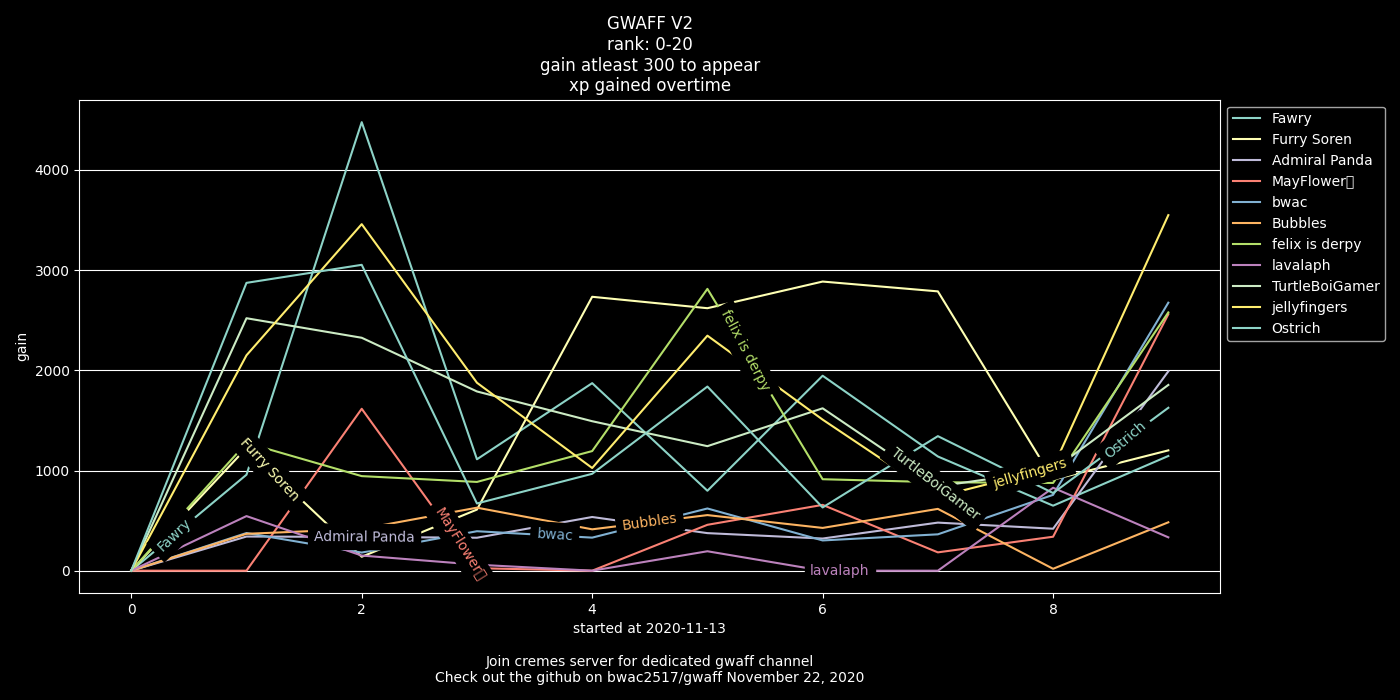 GWAFF V2
rank: 0-20
gain atleast 300 to appear
xp gained overtime
gain
4000
3000
2000
1000
0
0
2
4
6
8
Fawry
Furry Soren
Admiral Panda
MayFlower
bwac
Bubbles
felix is derpy
lavalaph
TurtleBoiGamer
jellyfingers
Ostrich
Fawry
Furry Soren
Admiral Panda
MayFlower
bwac
Bubbles
felix is derpy
lavalaph
TurtleBoiGamer
jellyfingers
Ostrich
started at 2020-11-13
Join cremes server for dedicated gwaff channel
Check out the github on bwac2517/gwaff November 22, 2020